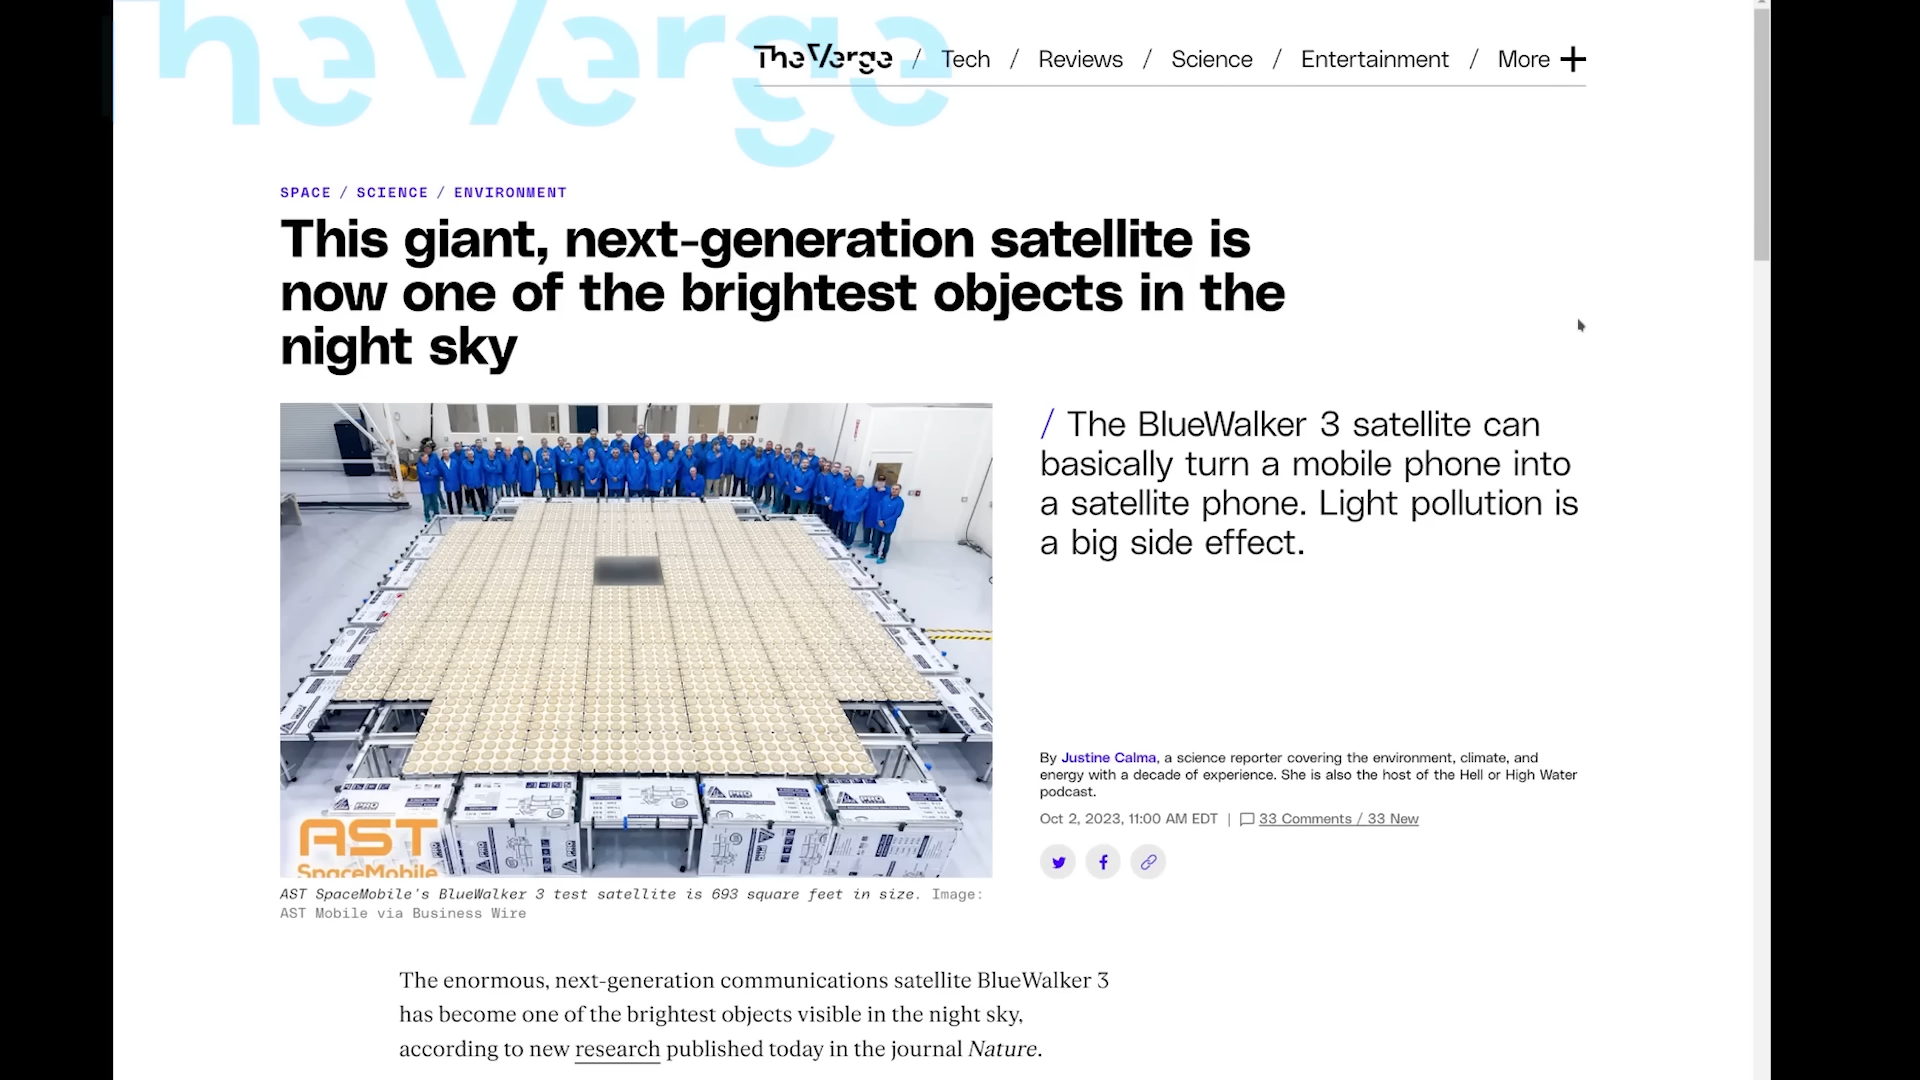 The Verge
The Verge / Tech / Reviews / Science / Entertainment / More +
SPACE / SCIENCE / ENVIRONMENT
This giant, next-generation satellite is
now one of the brightest objects in the
night sky
/ The BlueWalker 3 satellite can
basically turn a mobile phone into
a satellite phone. Light pollution is
a big side effect.
AST
SpaceMobile
AST SpaceMobile's BlueWalker 3 test satellite is 693 square feet in size. Image:
AST Mobile via Business Wire
By Justine Calma, a science reporter covering the environment, climate, and
energy with a decade of experience. She is also the host of the Hell or High Water
podcast.
Oct 2, 2023, 11:00 AM EDT | 33 Comments / 33 New
The enormous, next-generation communications satellite BlueWalker 3
has become one of the brightest objects visible in the night sky,
according to new research published today in the journal Nature.